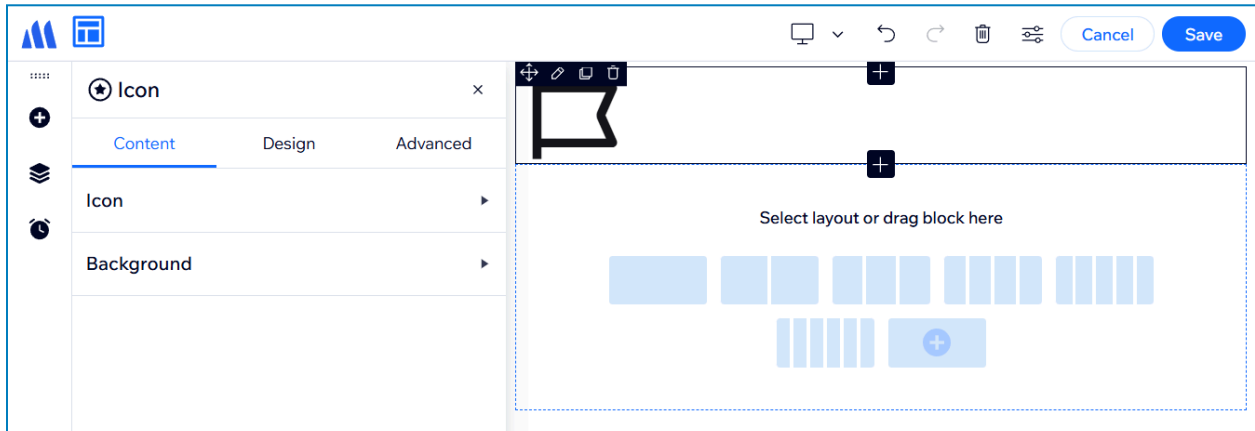 Cancel
Save
Icon
Content
Design
Advanced
Icon
Background
Select layout or drag block here